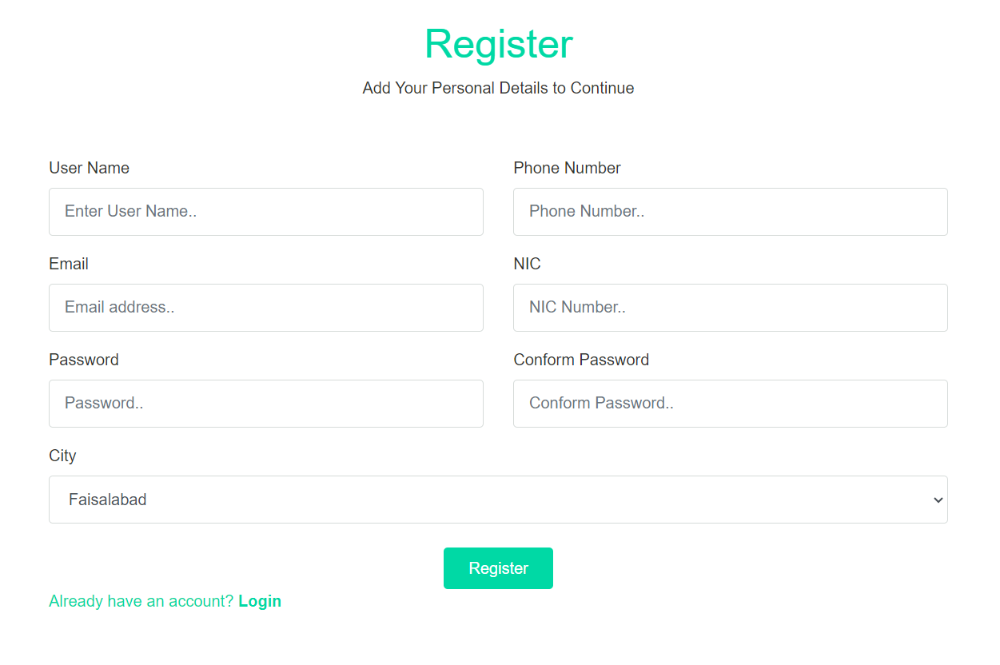 Register
Add Your Personal Details to Continue
User Name
Phone Number
Enter User Name..
Phone Number..
Email
NIC
Email address..
NIC Number..
Password
Conform Password
Password..
Conform Password..
City
Faisalabad
Register
Already have an account? Login